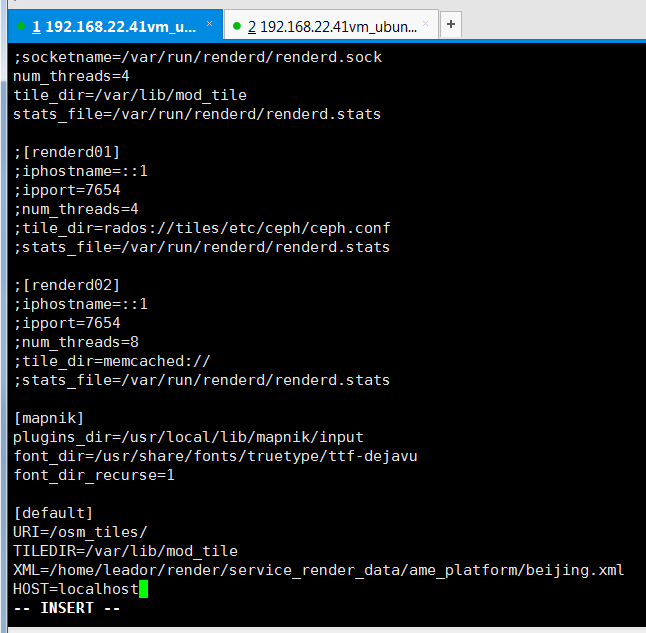 1 192.168.22.41vm_u... × 2 192.168.22.41vm_ubun... × +
;socketname=/var/run/renderd/renderd.sock
num_threads=4
tile_dir=/var/lib/mod_tile
stats_file=/var/run/renderd/renderd.stats
;[renderd01]
;iphostname=::1
;ipport=7654
;num_threads=4
;tile_dir=rados://tiles/etc/ceph/ceph.conf
;stats_file=/var/run/renderd/renderd.stats
;[renderd02]
;iphostname=::1
;ipport=7654
;num_threads=8
;tile_dir=memcached://
;stats_file=/var/run/renderd/renderd.stats
[mapnik]
plugins_dir=/usr/local/lib/mapnik/input
font_dir=/usr/share/fonts/truetype/ttf-dejavu
font_dir_recurse=1
[default]
URI=/osm_tiles/
TILEDIR=/var/lib/mod_tile
XML=/home/leador/render/service_render_data/ame_platform/beijing.xml
HOST=localhost
-- INSERT --